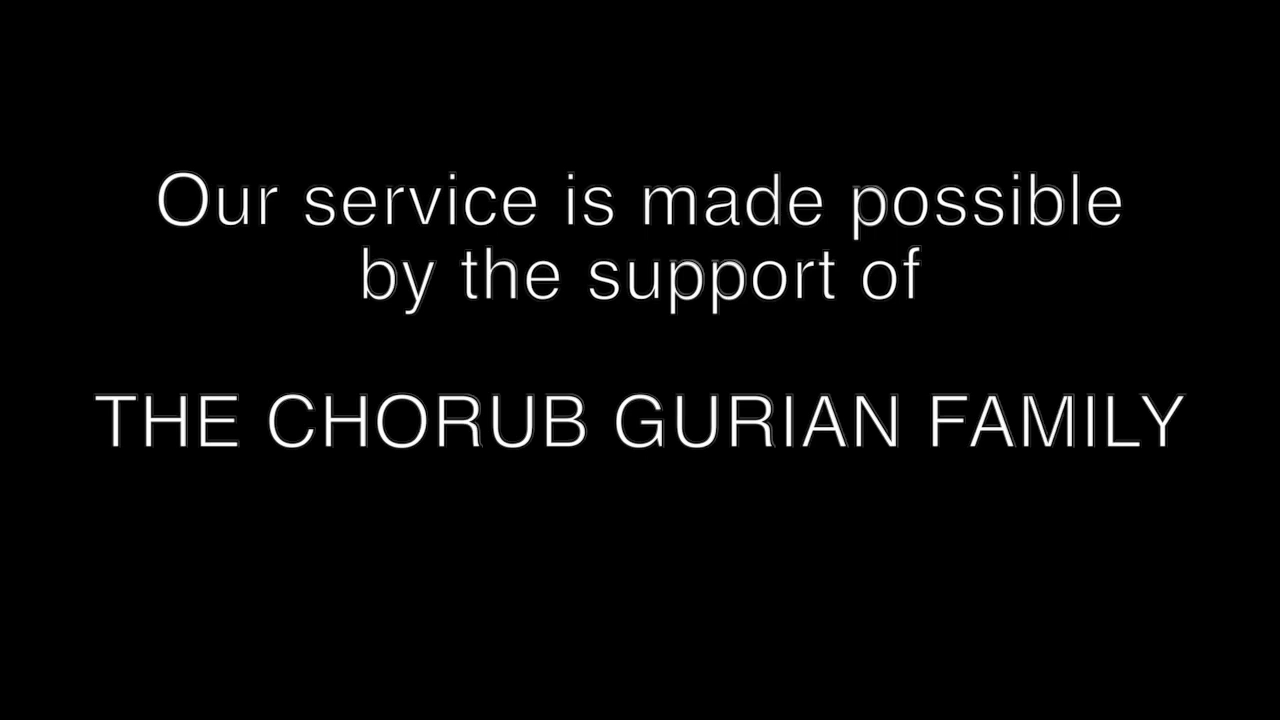 Our service is made possible
by the support of
THE CHORUB GURIAN FAMILY